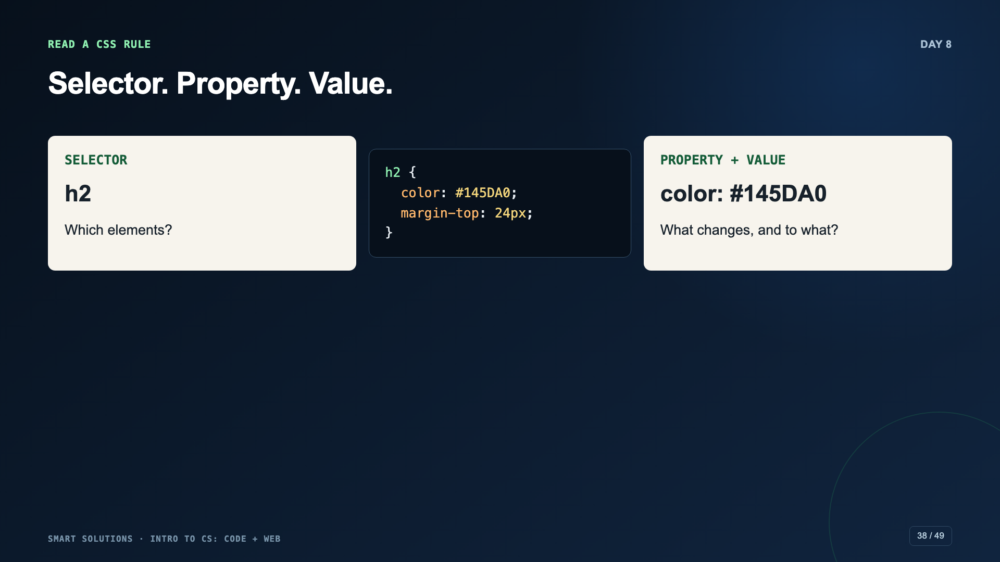 READ A CSS RULE
DAY 8
Selector. Property. Value.
SELECTOR
h2
Which elements?
h2 {
  color: #145DA0;
  margin-top: 24px;
}
PROPERTY + VALUE
color: #145DA0
What changes, and to what?
SMART SOLUTIONS · INTRO TO CS: CODE + WEB
38 / 49